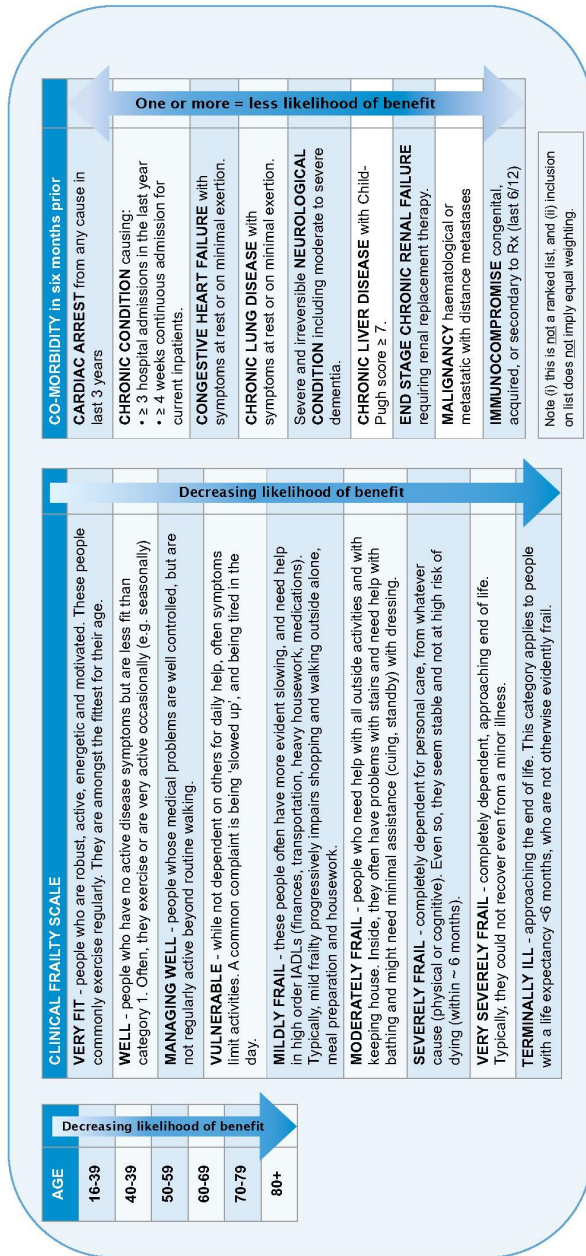 AGE
16-39
40-39
50-59
60-69
70-79
80+
Decreasing likelihood of benefit
CLINICAL FRAILTY SCALE
VERY FIT - people who are robust, active, energetic and motivated. These people
commonly exercise regularly. They are amongst the fittest for their age.
WELL - people who have no active disease symptoms but are less fit than
category 1. Often, they exercise or are very active occasionally (e.g. seasonally)
MANAGING WELL - people whose medical problems are well controlled, but are
not regularly active beyond routine walking.
VULNERABLE - while not dependent on others for daily help, often symptoms
limit activities. A common complaint is being 'slowed up', and being tired in the
day.
MILDLY FRAIL - these people often have more evident slowing, and need help
in high order IADLs (finances, transportation, heavy housework, medications).
Typically, mild frailty progressively impairs shopping and walking outside alone,
meal preparation and housework.
MODERATELY FRAIL - people who need help with all outside activities and with
keeping house. Inside, they often have problems with stairs and need help with
bathing and might need minimal assistance (cuing, standby) with dressing.
SEVERELY FRAIL - completely dependent for personal care, from whatever
cause (physical or cognitive). Even so, they seem stable and not at high risk of
dying (within ~ 6 months).
VERY SEVERELY FRAIL - completely dependent, approaching end of life.
Typically, they could not recover even from a minor illness.
TERMINALLY ILL - approaching the end of life. This category applies to people
with a life expectancy <6 months, who are not otherwise evidently frail.
Decreasing likelihood of benefit
CO-MORBIDITY in six months prior
CARDIAC ARREST from any cause in
last 3 years
CHRONIC CONDITION causing:
• ≥ 3 hospital admissions in the last year
• ≥ 4 weeks continuous admission for
current inpatients.
CONGESTIVE HEART FAILURE with
symptoms at rest or on minimal exertion.
CHRONIC LUNG DISEASE with
symptoms at rest or on minimal exertion.
Severe and irreversible NEUROLOGICAL
CONDITION including moderate to severe
dementia.
CHRONIC LIVER DISEASE with Child-
Pugh score ≥ 7.
END STAGE CHRONIC RENAL FAILURE
requiring renal replacement therapy.
MALIGNANCY haematological or
metastatic with distance metastases
IMMUNOCOMPROMISE congenital,
acquired, or secondary to Rx (last 6/12)
One or more = less likelihood of benefit
Note (i) this is not a ranked list, and (ii) inclusion
on list does not imply equal weighting.